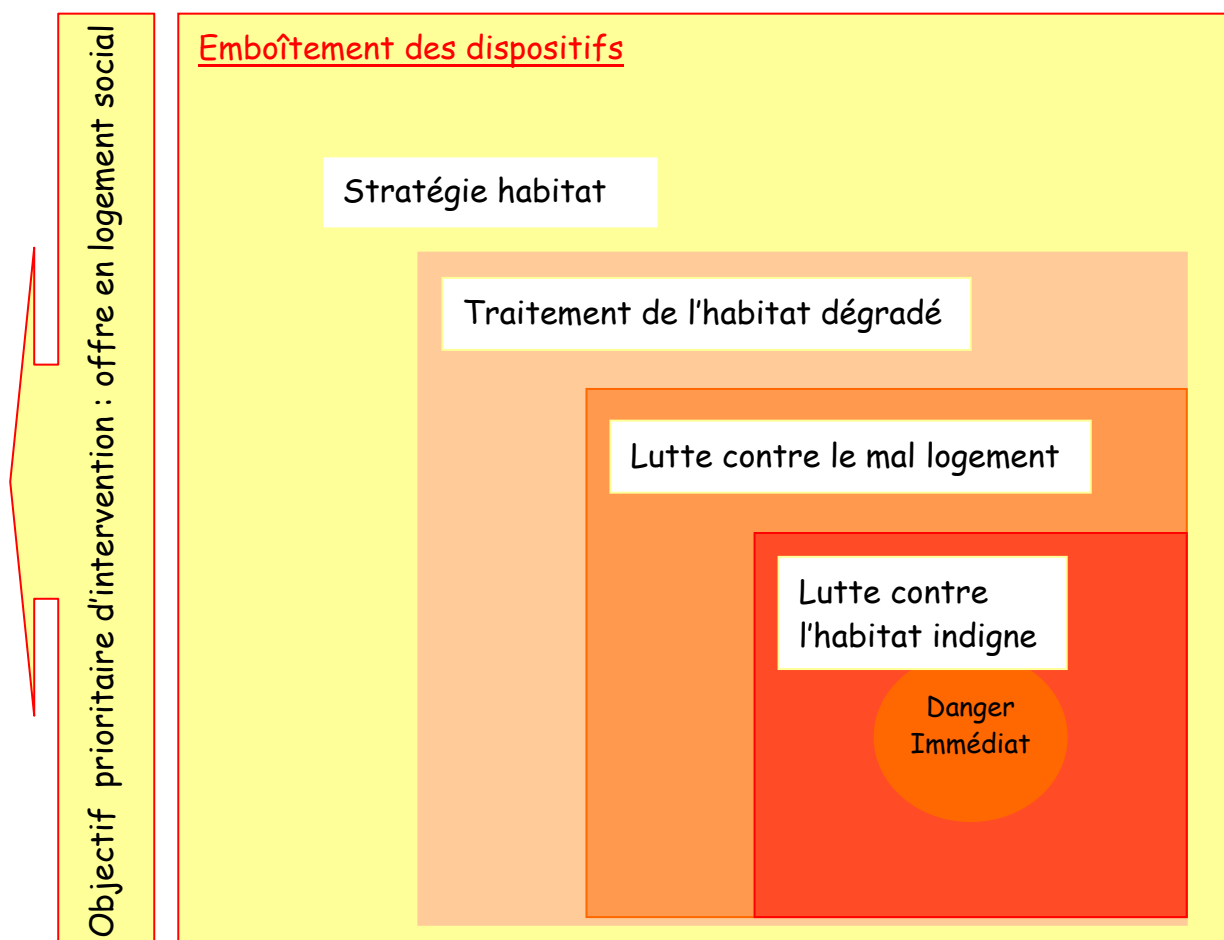 Objectif prioritaire d'intervention : offre en logement social
Emboîtement des dispositifs
Stratégie habitat
Traitement de l'habitat dégradé
Lutte contre le mal logement
Lutte contre
l'habitat indigne
Danger
Immédiat